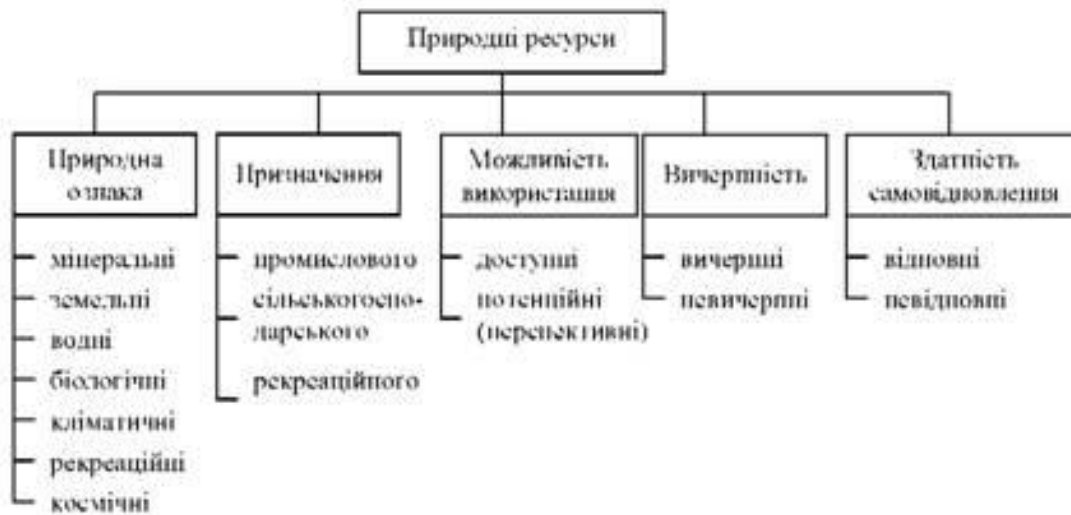 Природні ресурси
Природна
ознака
мінеральні
земельні
водні
біологічні
кліматичні
рекреаційні
космічні
Призначення
промислового
сільськогоспо-
дарського
рекреаційного
Можливість
використання
доступні
потенційні
(перспективні)
Вичерпність
вичерпні
невичерпні
Здатність
самовідновлення
відновні
невідновні